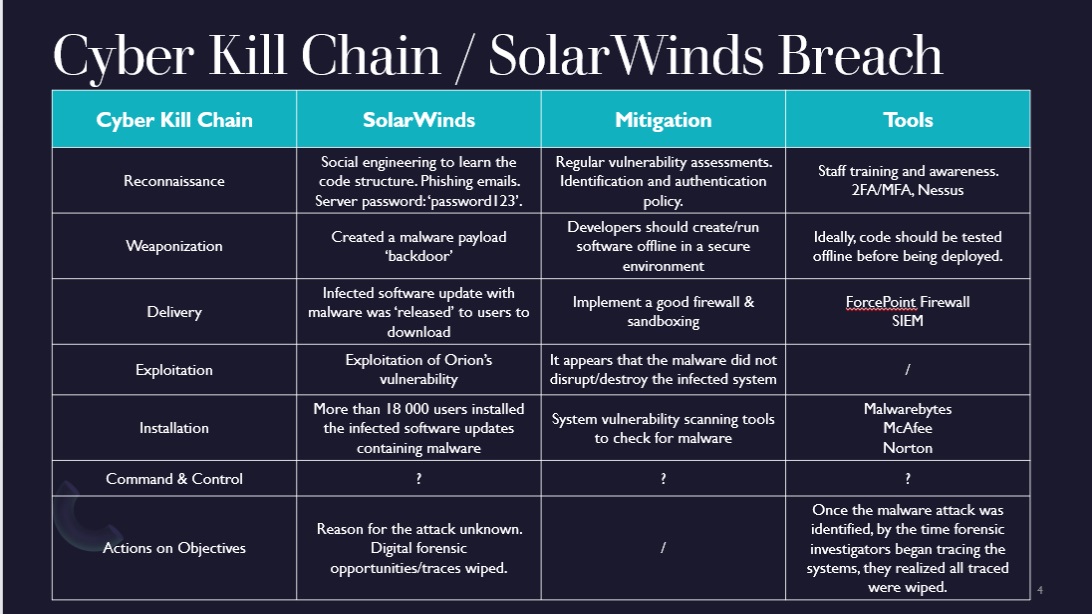 Cyber Kill Chain / SolarWinds Breach
Cyber Kill Chain
SolarWinds
Mitigation
Tools
Reconnaissance
Social engineering to learn the
code structure. Phishing emails.
Server password: ‘password123’.
Regular vulnerability assessments.
Identification and authentication
policy.
Staff training and awareness.
2FA/MFA, Nessus
Weaponization
Created a malware payload
‘backdoor’
Developers should create/run
software offline in a secure
environment
Ideally, code should be tested
offline before being deployed.
Delivery
Infected software update with
malware was ‘released’ to users to
download
Implement a good firewall &
sandboxing
ForcePoint Firewall
SIEM
Exploitation
Exploitation of Orion’s
vulnerability
It appears that the malware did not
disrupt/destroy the infected system
/
Installation
More than 18 000 users installed
the infected software updates
containing malware
System vulnerability scanning tools
to check for malware
Malwarebytes
McAfee
Norton
Command & Control
?
?
?
Actions on Objectives
Reason for the attack unknown.
Digital forensic
opportunities/traces wiped.
/
Once the malware attack was
identified, by the time forensic
investigators began tracing the
systems, they realized all traced
were wiped.
4